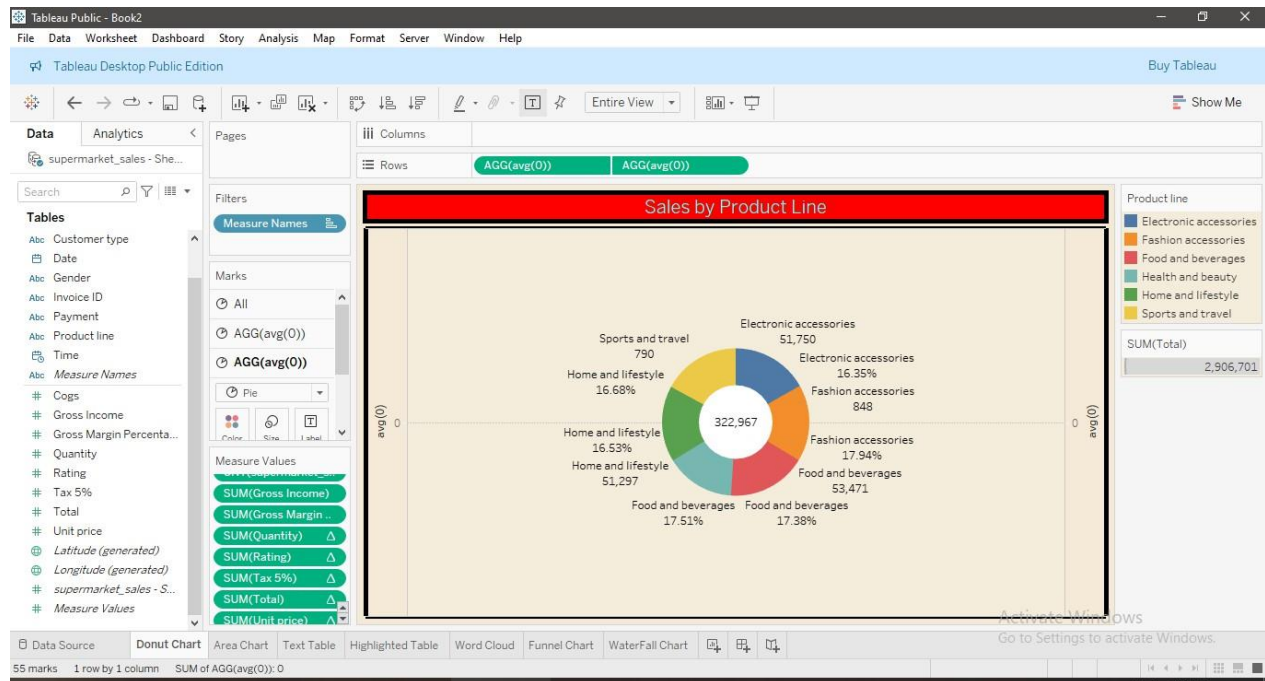 Tableau Public - Book2
File Data Worksheet Dashboard Story Analysis Map Format Server Window Help
Tableau Desktop Public Edition
Buy Tableau
Entire View
Show Me
Data
Analytics
supermarket_sales - She...
Search
Tables
Abc Customer type
Date
Abc Gender
Abc Invoice ID
Abc Payment
Abc Product line
Time
Abc Measure Names
# Cogs
# Gross Income
# Gross Margin Percenta...
# Quantity
# Rating
# Tax 5%
# Total
# Unit price
Latitude (generated)
Longitude (generated)
# supermarket_sales - S...
# Measure Values
Pages
Filters
Measure Names
Marks
All
AGG(avg(0))
AGG(avg(0))
Pie
Color Size Label
Measure Values
SUM(Gross Income)
SUM(Gross Margin ..
SUM(Quantity)
SUM(Rating)
SUM(Tax 5%)
SUM(Total)
SUM(Unit price)
Columns
Rows
AGG(avg(0)) AGG(avg(0))
Sales by Product Line
avg(0)
0
Electronic accessories
51,750
Electronic accessories
16.35%
Fashion accessories
848
Fashion accessories
17.94%
Food and beverages
53,471
Food and beverages
17.38%
Food and beverages
17.51%
Home and lifestyle
51,297
Home and lifestyle
16.53%
Home and lifestyle
16.68%
Sports and travel
790
322,967
0
avg(0)
Product line
Electronic accessories
Fashion accessories
Food and beverages
Health and beauty
Home and lifestyle
Sports and travel
SUM(Total)
2,906,701
Activate Windows
Go to Settings to activate Windows.
Data Source
Donut Chart
Area Chart
Text Table
Highlighted Table
Word Cloud
Funnel Chart
WaterFall Chart
55 marks 1 row by 1 column SUM of AGG(avg(0)): 0